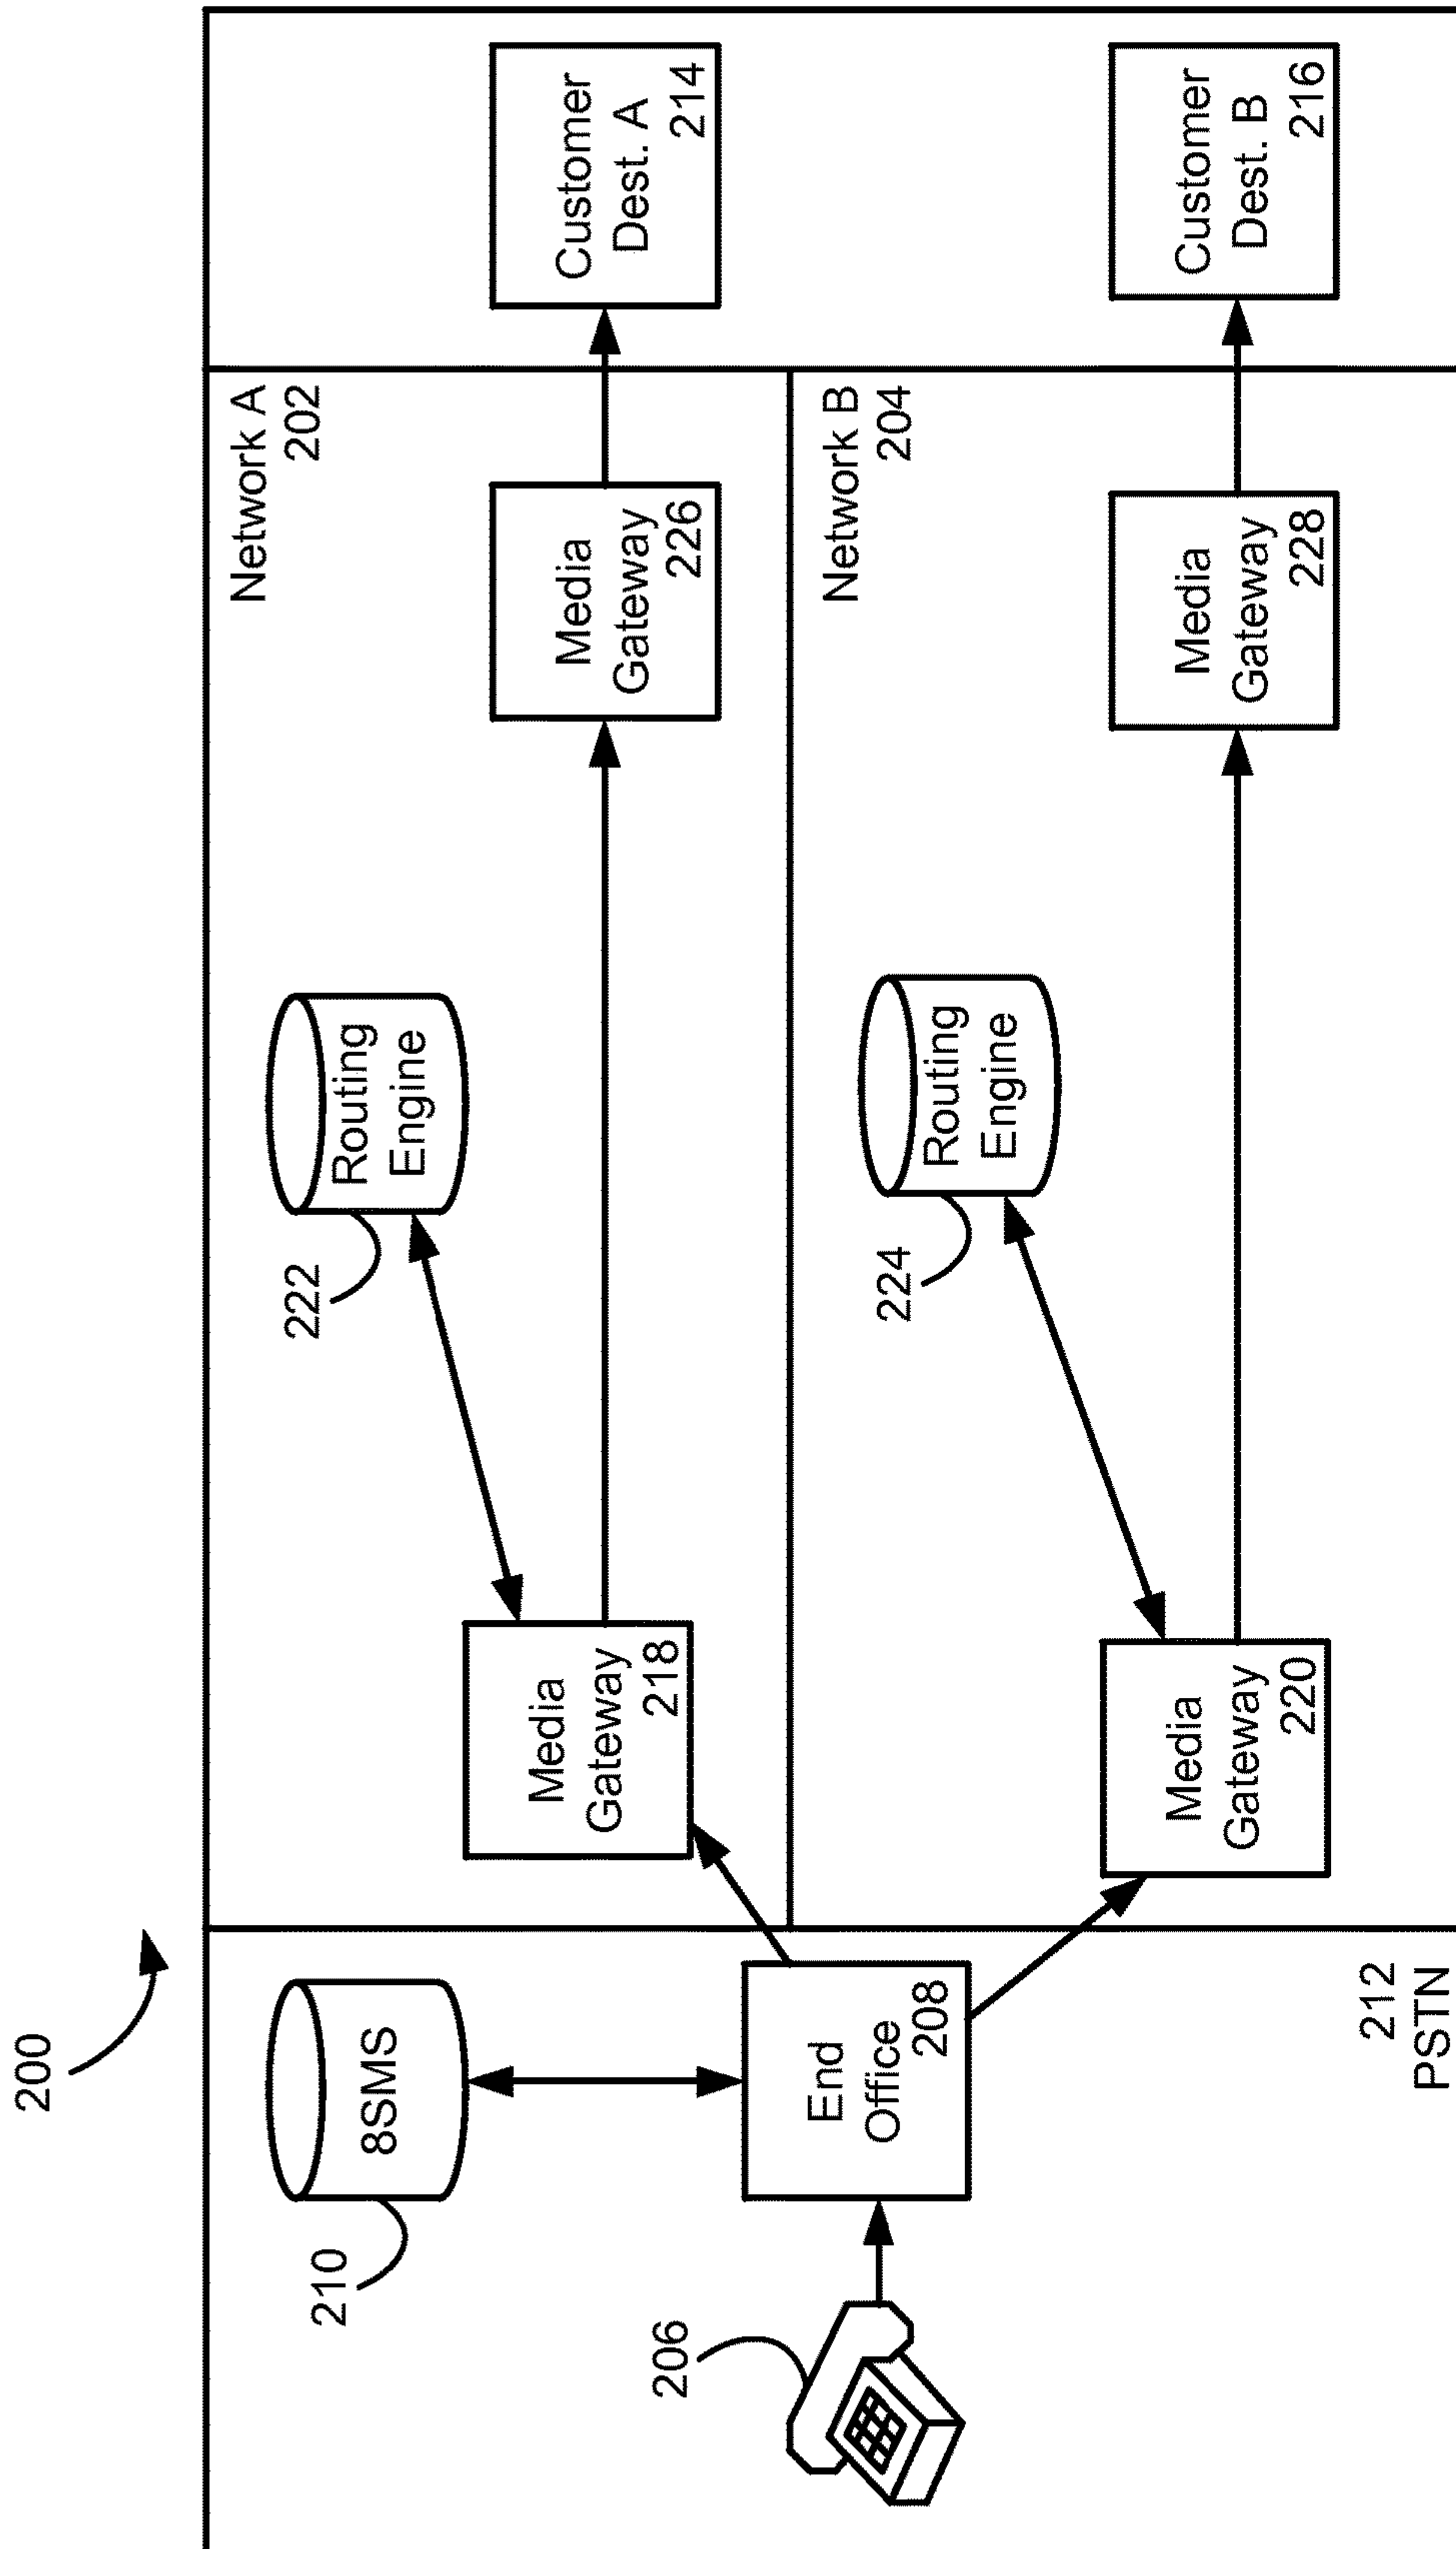 200
210
8SMS
206
End
Office
208
212
PSTN
Network A
202
222
Routing
Engine
Media
Gateway
218
Media
Gateway
226
Network B
204
224
Routing
Engine
Media
Gateway
220
Media
Gateway
228
Customer
Dest. A
214
Customer
Dest. B
216